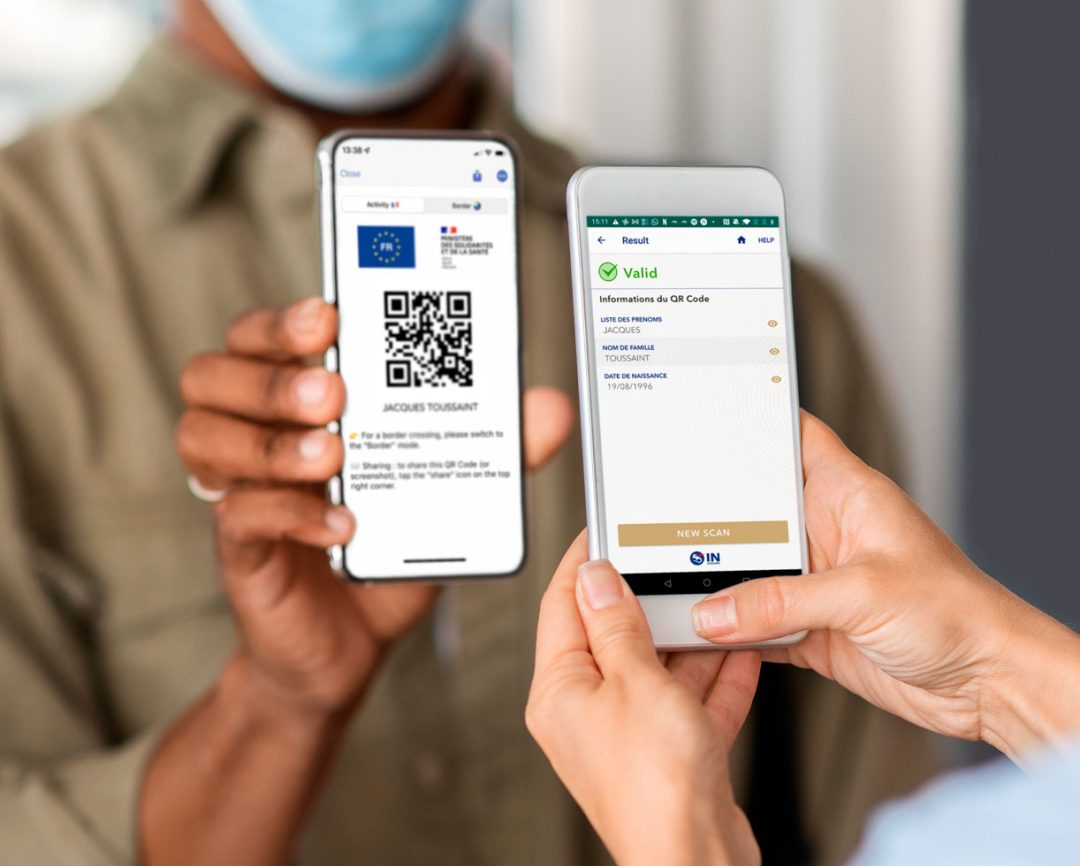 13:38
Close
Activity
Border
FR
MINISTÈRE
DES SOLIDARITÉS
ET DE LA SANTÉ
JACQUES TOUSSAINT
For a border crossing, please switch to
the "Border" mode.
Sharing : to share this QR Code (or
screenshot), tap the "share" icon on the top
right corner.
15:11
Result
HELP
Valid
Informations du QR Code
LISTE DES PRENOMS
JACQUES
NOM DE FAMILLE
TOUSSAINT
DATE DE NAISSANCE
19/08/1996
NEW SCAN
IN